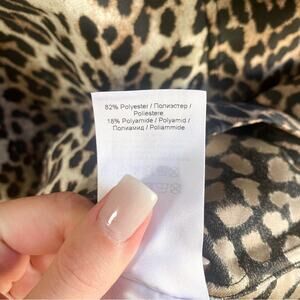 82% Polyester / Полиэстер /
Poliestere
18% Polyamide / Polyamid /
Полиамид / Poliammide